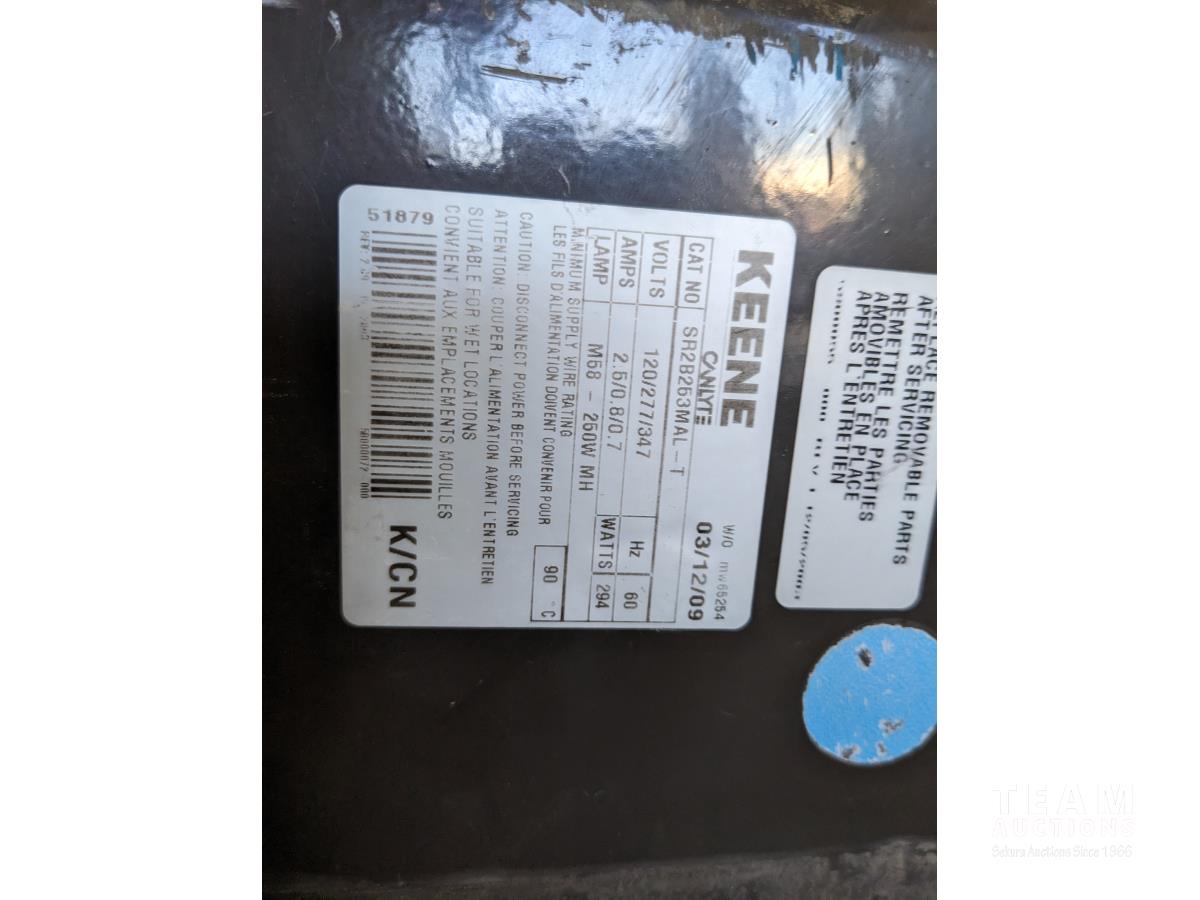 KEENE
CANLYTE
W/O mw65254
03/12/09
CAT NO SR2B253MAL-T
VOLTS 120/277/347
AMPS 2.5/0.8/0.7 Hz 60
LAMP M58 - 250W MH WATTS 294
MINIMUM SUPPLY WIRE RATING
LES FILS D'ALIMENTATION DOIVENT CONVENIR POUR 90 °C
CAUTION: DISCONNECT POWER BEFORE SERVICING
ATTENTION: COUPER L'ALIMENTATION AVANT L'ENTRETIEN
SUITABLE FOR WET LOCATIONS
CONVIENT AUX EMPLACEMENTS MOUILLES
51879
K/CN
REMOVABLE PARTS
AFTER SERVICING
REMETTRE LES PARTIES
AMOVIBLES EN PLACE
APRES L'ENTRETIEN
TEAM
AUCTIONS
Sekura Auctions Since 1966